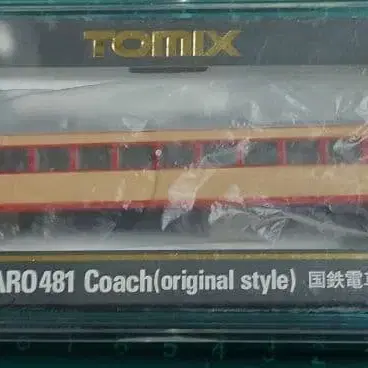 TOMIX
ARO481 Coach(original style) 国鉄電車